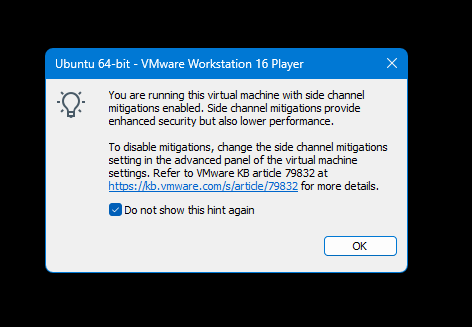 Ubuntu 64-bit - VMware Workstation 16 Player
You are running this virtual machine with side channel
mitigations enabled. Side channel mitigations provide
enhanced security but also lower performance.
To disable mitigations, change the side channel mitigations
setting in the advanced panel of the virtual machine
settings. Refer to VMware KB article 79832 at
https://kb.vmware.com/s/article/79832 for more details.
Do not show this hint again
OK